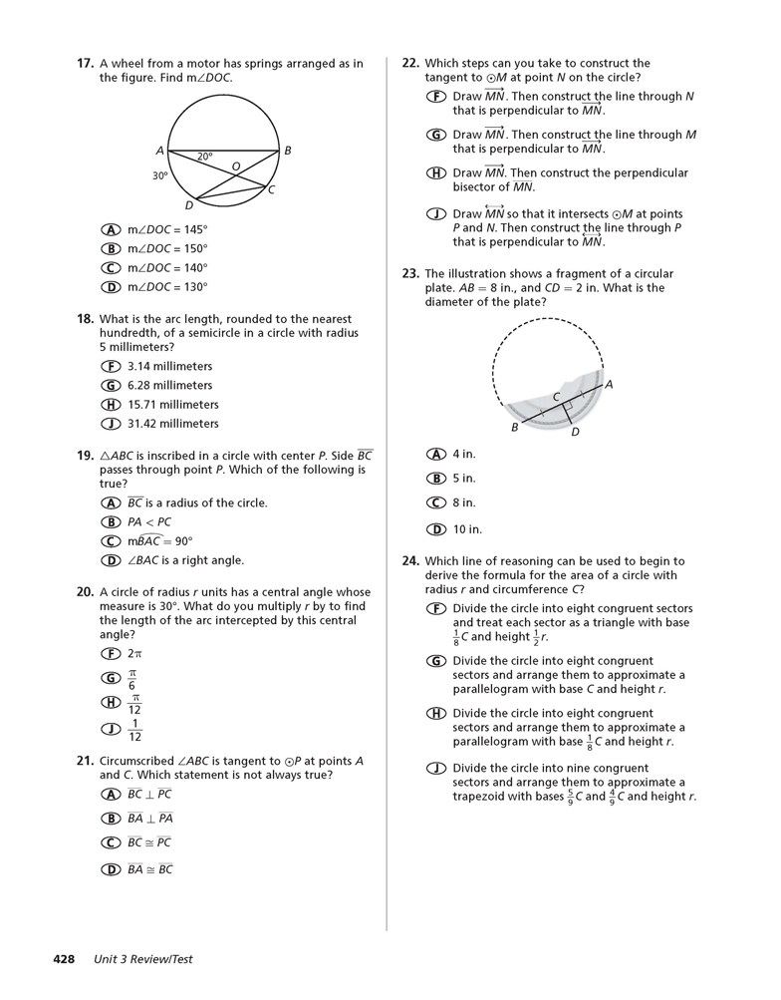 17. A wheel from a motor has springs arranged as in
the figure. Find m∠DOC.
A
B
20°
O
30°
C
D
A m∠DOC = 145°
B m∠DOC = 150°
C m∠DOC = 140°
D m∠DOC = 130°
18. What is the arc length, rounded to the nearest
hundredth, of a semicircle in a circle with radius
5 millimeters?
F 3.14 millimeters
G 6.28 millimeters
H 15.71 millimeters
J 31.42 millimeters
19. △ABC is inscribed in a circle with center P. Side B̅C̅
passes through point P. Which of the following is
true?
A B̅C̅ is a radius of the circle.
B PA < PC
C mBAC = 90°
D ∠BAC is a right angle.
20. A circle of radius r units has a central angle whose
measure is 30°. What do you multiply r by to find
the length of the arc intercepted by this central
angle?
F 2π
G π/6
H π/12
J 1/12
21. Circumscribed ∠ABC is tangent to ⊙P at points A
and C. Which statement is not always true?
A B̅C̅ ⊥ P̅C̅
B B̅A̅ ⊥ P̅A̅
C B̅C̅ ≅ P̅C̅
D B̅A̅ ≅ B̅C̅
22. Which steps can you take to construct the
tangent to ⊙M at point N on the circle?
F Draw MN. Then construct the line through N
that is perpendicular to MN.
G Draw MN. Then construct the line through M
that is perpendicular to MN.
H Draw MN. Then construct the perpendicular
bisector of M̅N̅.
J Draw MN so that it intersects ⊙M at points
P and N. Then construct the line through P
that is perpendicular to MN.
23. The illustration shows a fragment of a circular
plate. AB = 8 in., and CD = 2 in. What is the
diameter of the plate?
A
C
B
D
A 4 in.
B 5 in.
C 8 in.
D 10 in.
24. Which line of reasoning can be used to begin to
derive the formula for the area of a circle with
radius r and circumference C?
F Divide the circle into eight congruent sectors
and treat each sector as a triangle with base
1/8 C and height 1/2 r.
G Divide the circle into eight congruent
sectors and arrange them to approximate a
parallelogram with base C and height r.
H Divide the circle into eight congruent
sectors and arrange them to approximate a
parallelogram with base 1/8 C and height r.
J Divide the circle into nine congruent
sectors and arrange them to approximate a
trapezoid with bases 5/9 C and 4/9 C and height r.
428 Unit 3 Review/Test